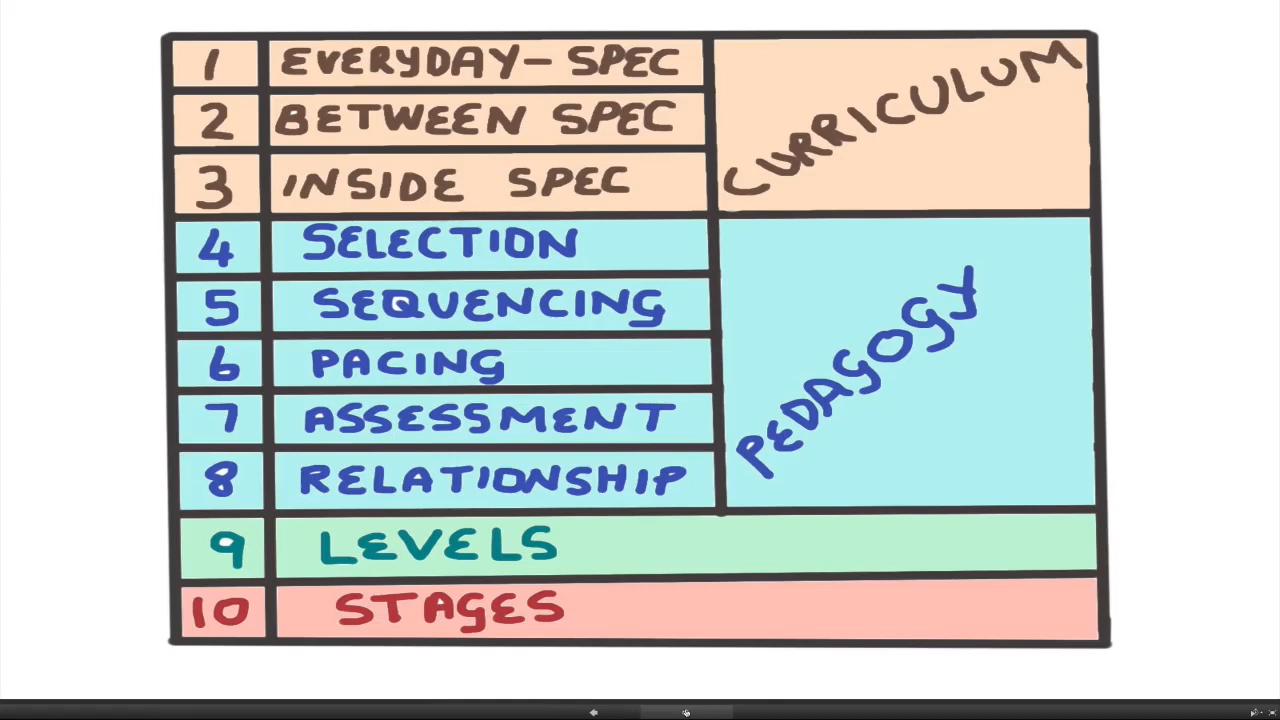 1 EVERYDAY-SPEC
2 BETWEEN SPEC
3 INSIDE SPEC
CURRICULUM
4 SELECTION
5 SEQUENCING
6 PACING
7 ASSESSMENT
8 RELATIONSHIP
PEDAGOGY
9 LEVELS
10 STAGES